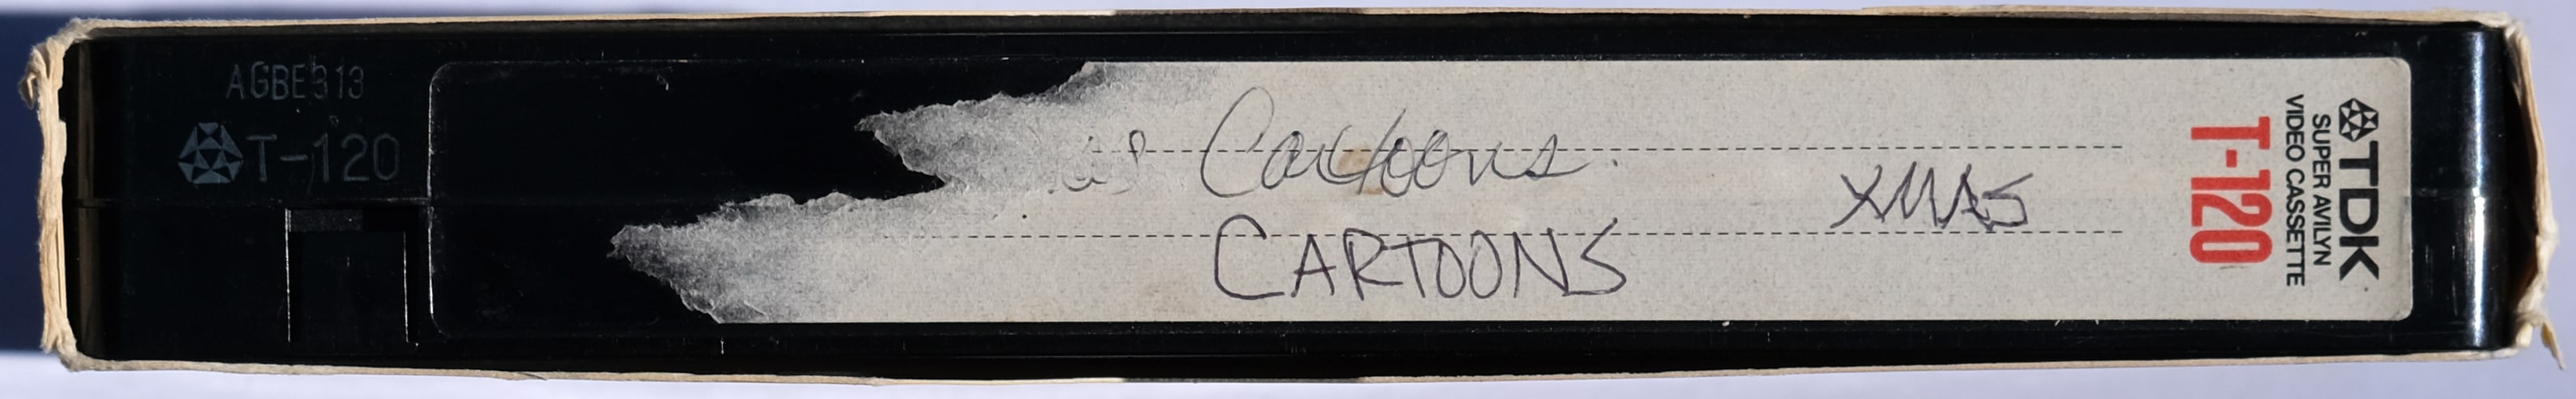 AGBE313
T-120
Cartoons.
CARTOONS
XMAS
T-120
TDK
SUPER AVILYN
VIDEO CASSETTE